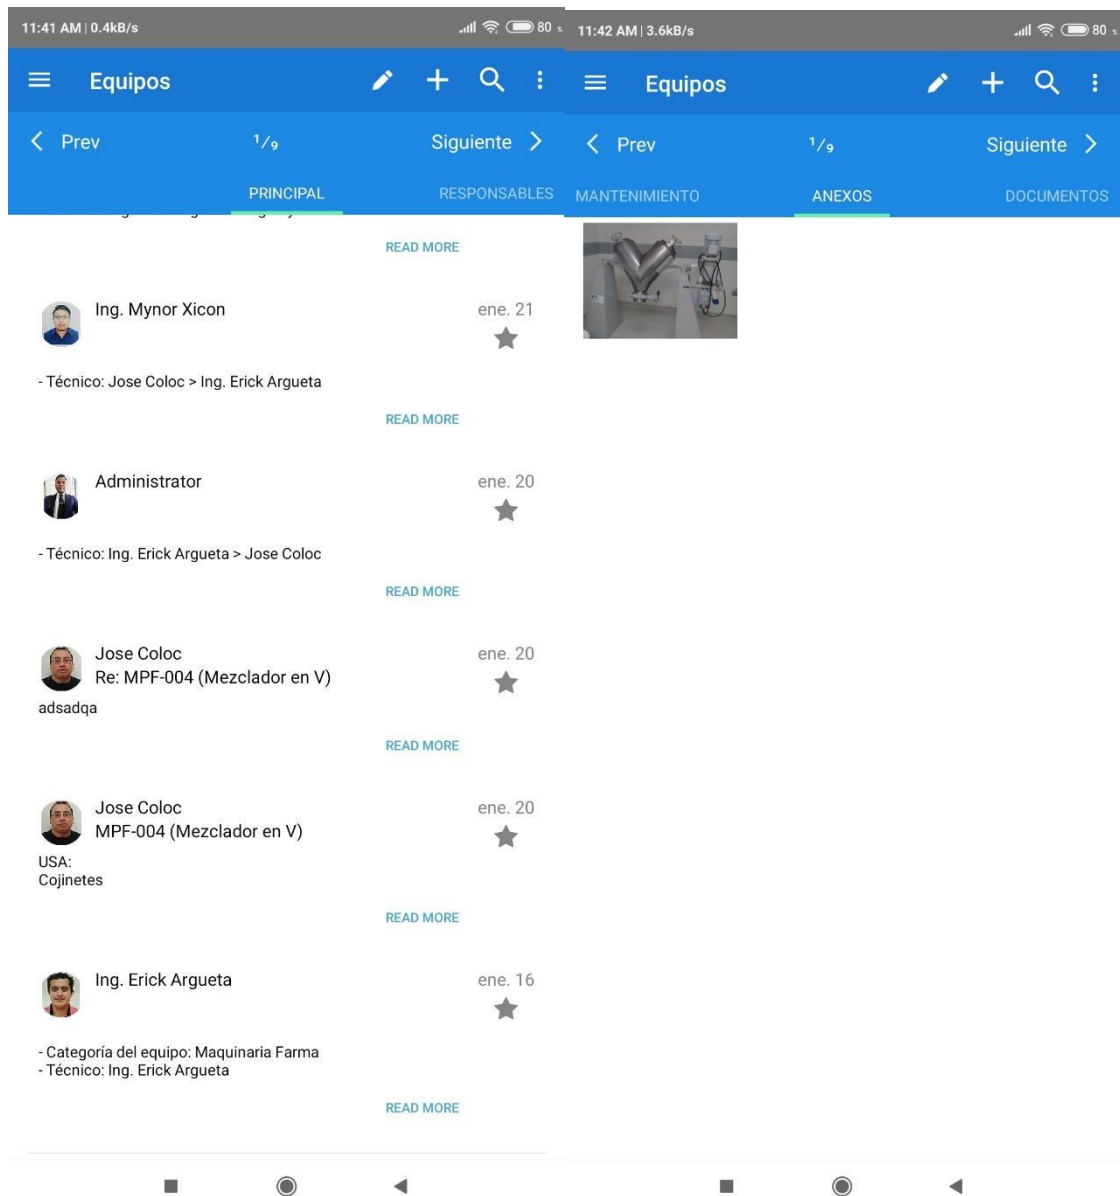 11:41 AM | 0.4kB/s
80
Equipos
Prev
1/9
Siguiente
PRINCIPAL
RESPONSABLES
READ MORE
Ing. Mynor Xicon
ene. 21
- Técnico: Jose Coloc > Ing. Erick Argueta
READ MORE
Administrator
ene. 20
- Técnico: Ing. Erick Argueta > Jose Coloc
READ MORE
Jose Coloc
ene. 20
Re: MPF-004 (Mezclador en V)
adsadqa
READ MORE
Jose Coloc
ene. 20
MPF-004 (Mezclador en V)
USA:
Cojinetes
READ MORE
Ing. Erick Argueta
ene. 16
- Categoría del equipo: Maquinaria Farma
- Técnico: Ing. Erick Argueta
READ MORE
11:42 AM | 3.6kB/s
80
Equipos
Prev
1/9
Siguiente
MANTENIMIENTO
ANEXOS
DOCUMENTOS